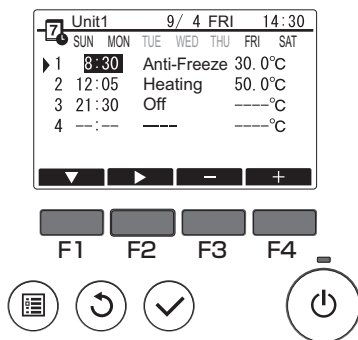 7 Unit1 9/ 4 FRI 14:30
SUN MON TUE WED THU FRI SAT
1 8:30 Anti-Freeze 30.0°C
2 12:05 Heating 50.0°C
3 21:30 Off ----°C
4 --:-- ---- ----°C
− +
F1 F2 F3 F4